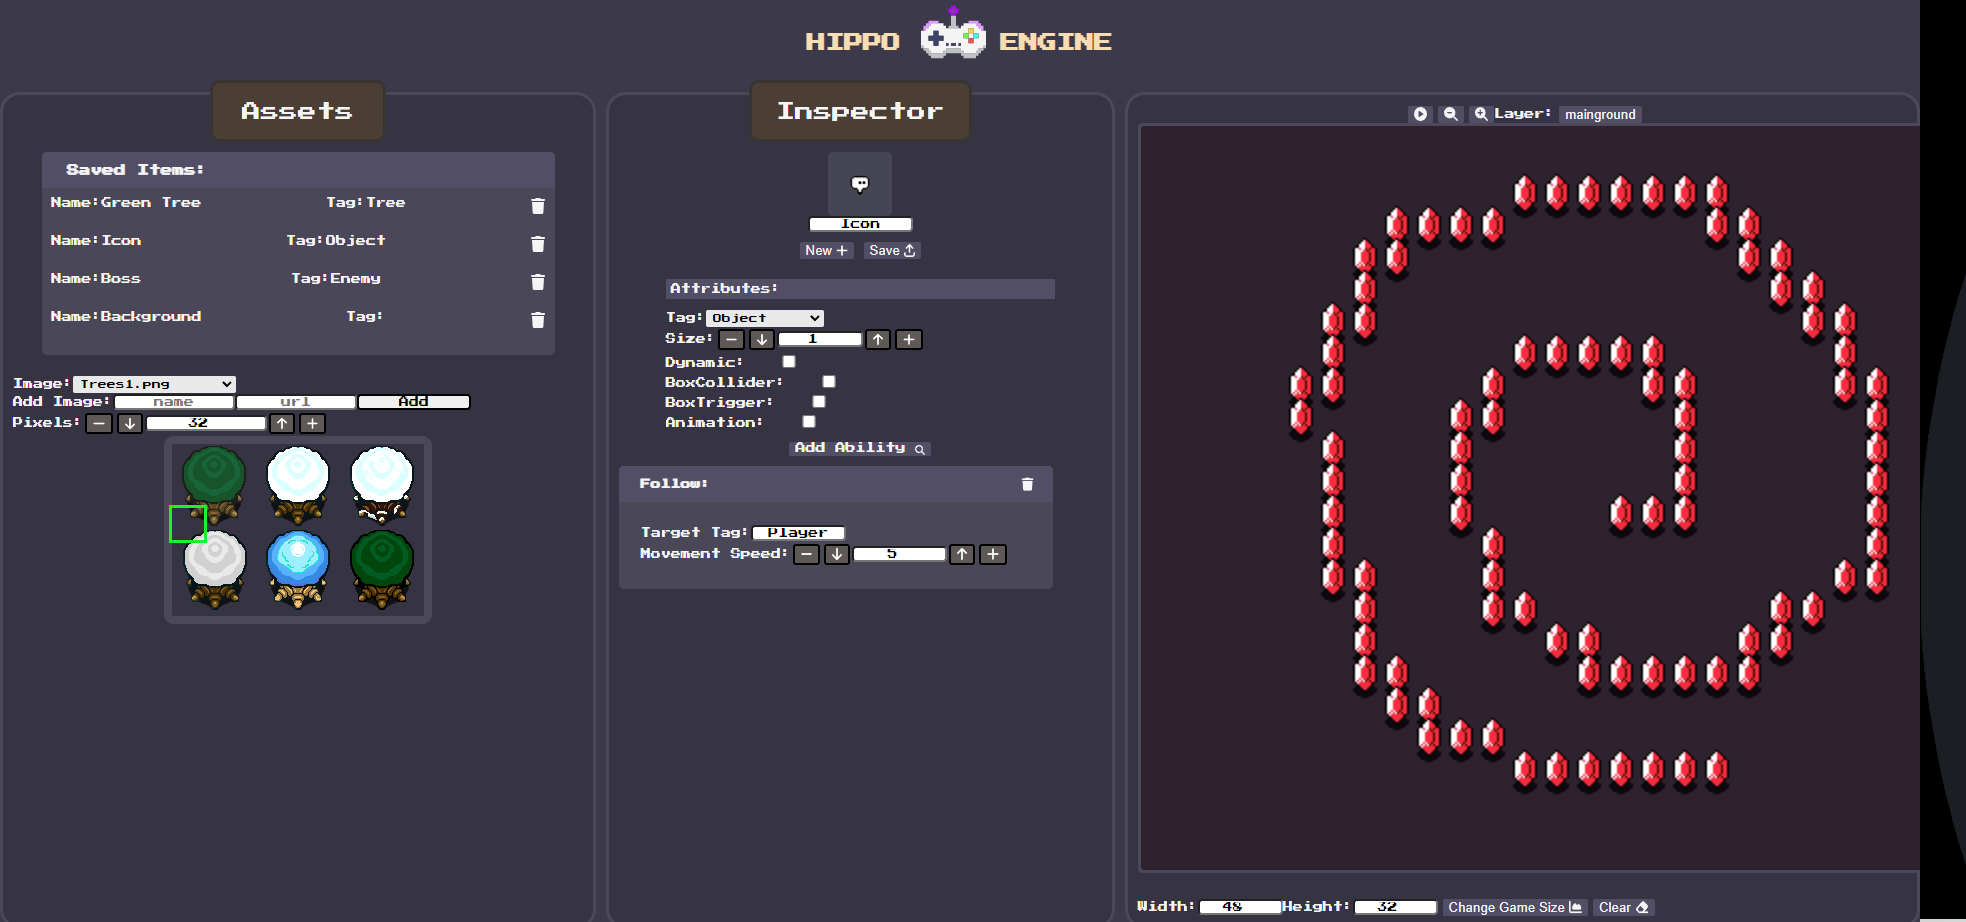 HIPPO ENGINE
Assets
Saved Items:
Name:Green Tree Tag:Tree
Name:Icon Tag:Object
Name:Boss Tag:Enemy
Name:Background Tag:
Image: Trees1.png
Add Image: name url Add
Pixels: − ↓ 32 ↑ +
Inspector
Icon
New + Save
Attributes:
Tag: Object
Size: − ↓ 1 ↑ +
Dynamic:
BoxCollider:
BoxTrigger:
Animation:
Add Ability
Follow:
Target Tag: Player
Movement Speed: − ↓ 5 ↑ +
Layer: mainground
Width: 48 Height: 32 Change Game Size Clear